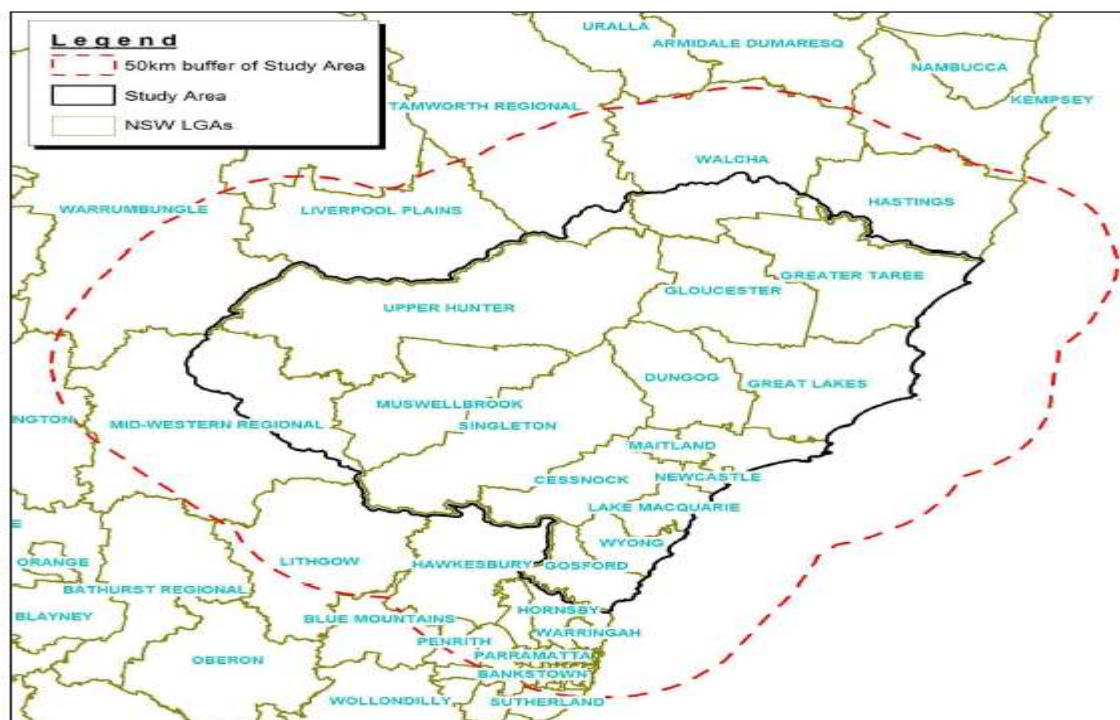 Legend
50km buffer of Study Area
Study Area
NSW LGAs
URALLA
ARMIDALE DUMARESQ
NAMBUCCA
KEMPSEY
TAMWORTH REGIONAL
WALCHA
HASTINGS
WARRUMBUNGLE
LIVERPOOL PLAINS
GREATER TAREE
GLOUCESTER
UPPER HUNTER
DUNGOG
GREAT LAKES
MUSWELLBROOK
NGTON
MID-WESTERN REGIONAL
SINGLETON
MAITLAND
CESSNOCK
NEWCASTLE
LAKE MACQUARIE
E
WYONG
ORANGE
LITHGOW
HAWKESBURY
GOSFORD
BATHURST REGIONAL
BLAYNEY
BLUE MOUNTAINS
HORNSBY
WARRINGAH
PENRITH
PARRAMATTA
OBERON
BANKSTOWN
WOLLONDILLY
SUTHERLAND